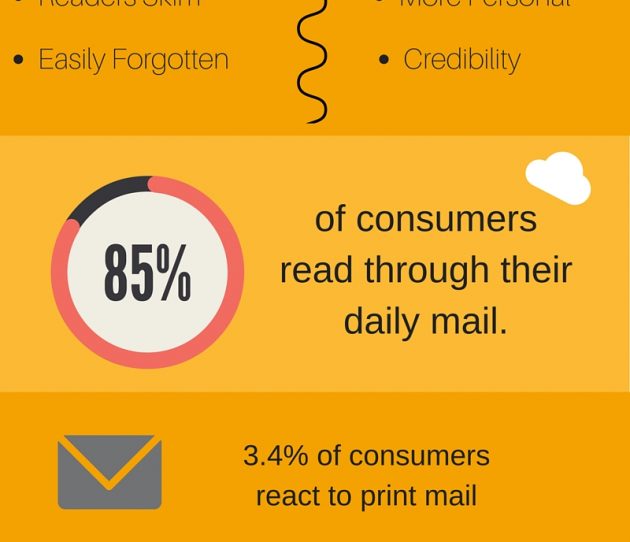 Readers Skim
More Personal
Easily Forgotten
Credibility
85%
of consumers
read through their
daily mail.
3.4% of consumers
react to print mail